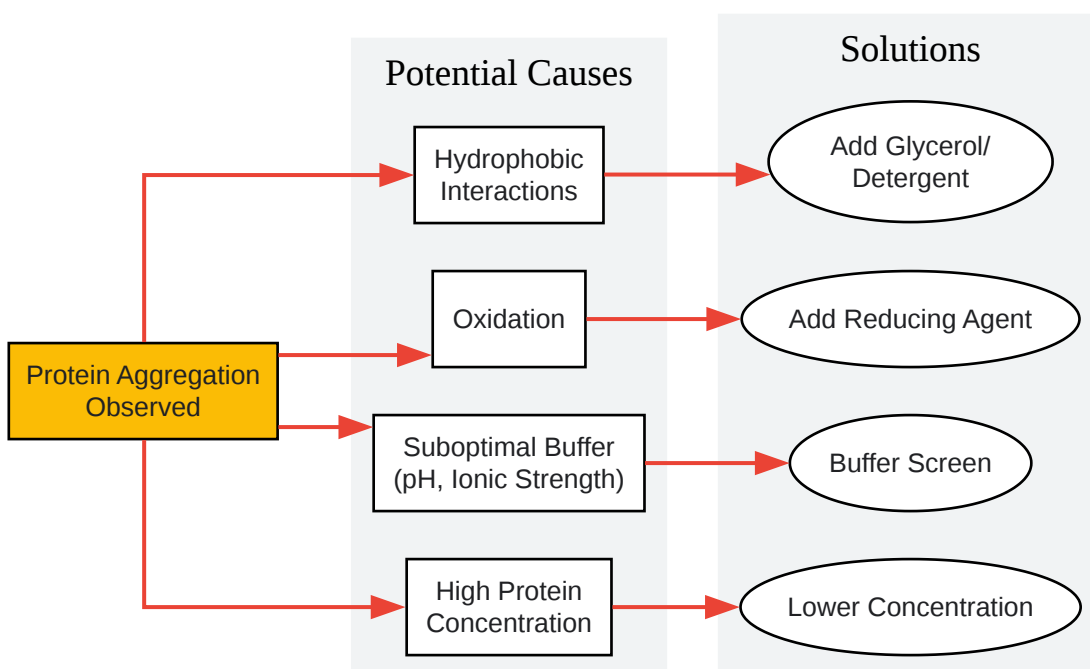 Potential Causes
Solutions
Hydrophobic
Interactions
Add Glycerol/
Detergent
Oxidation
Add Reducing Agent
Protein Aggregation
Observed
Suboptimal Buffer
(pH, Ionic Strength)
Buffer Screen
High Protein
Concentration
Lower Concentration